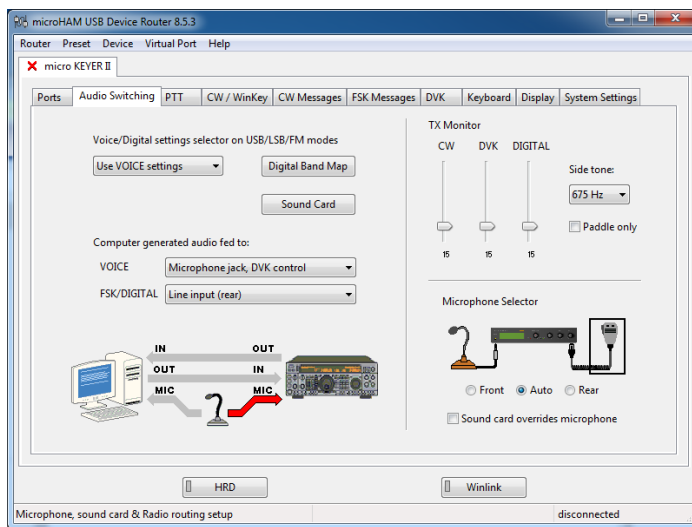 microHAM USB Device Router 8.5.3
Router Preset Device Virtual Port Help
micro KEYER II
Ports Audio Switching PTT CW / WinKey CW Messages FSK Messages DVK Keyboard Display System Settings
Voice/Digital settings selector on USB/LSB/FM modes
Use VOICE settings
Digital Band Map
Sound Card
Computer generated audio fed to:
VOICE Microphone jack, DVK control
FSK/DIGITAL Line input (rear)
IN OUT
OUT IN
MIC MIC
TX Monitor
CW DVK DIGITAL
Side tone:
675 Hz
Paddle only
15 15 15
Microphone Selector
Front Auto Rear
Sound card overrides microphone
HRD Winlink
Microphone, sound card & Radio routing setup disconnected